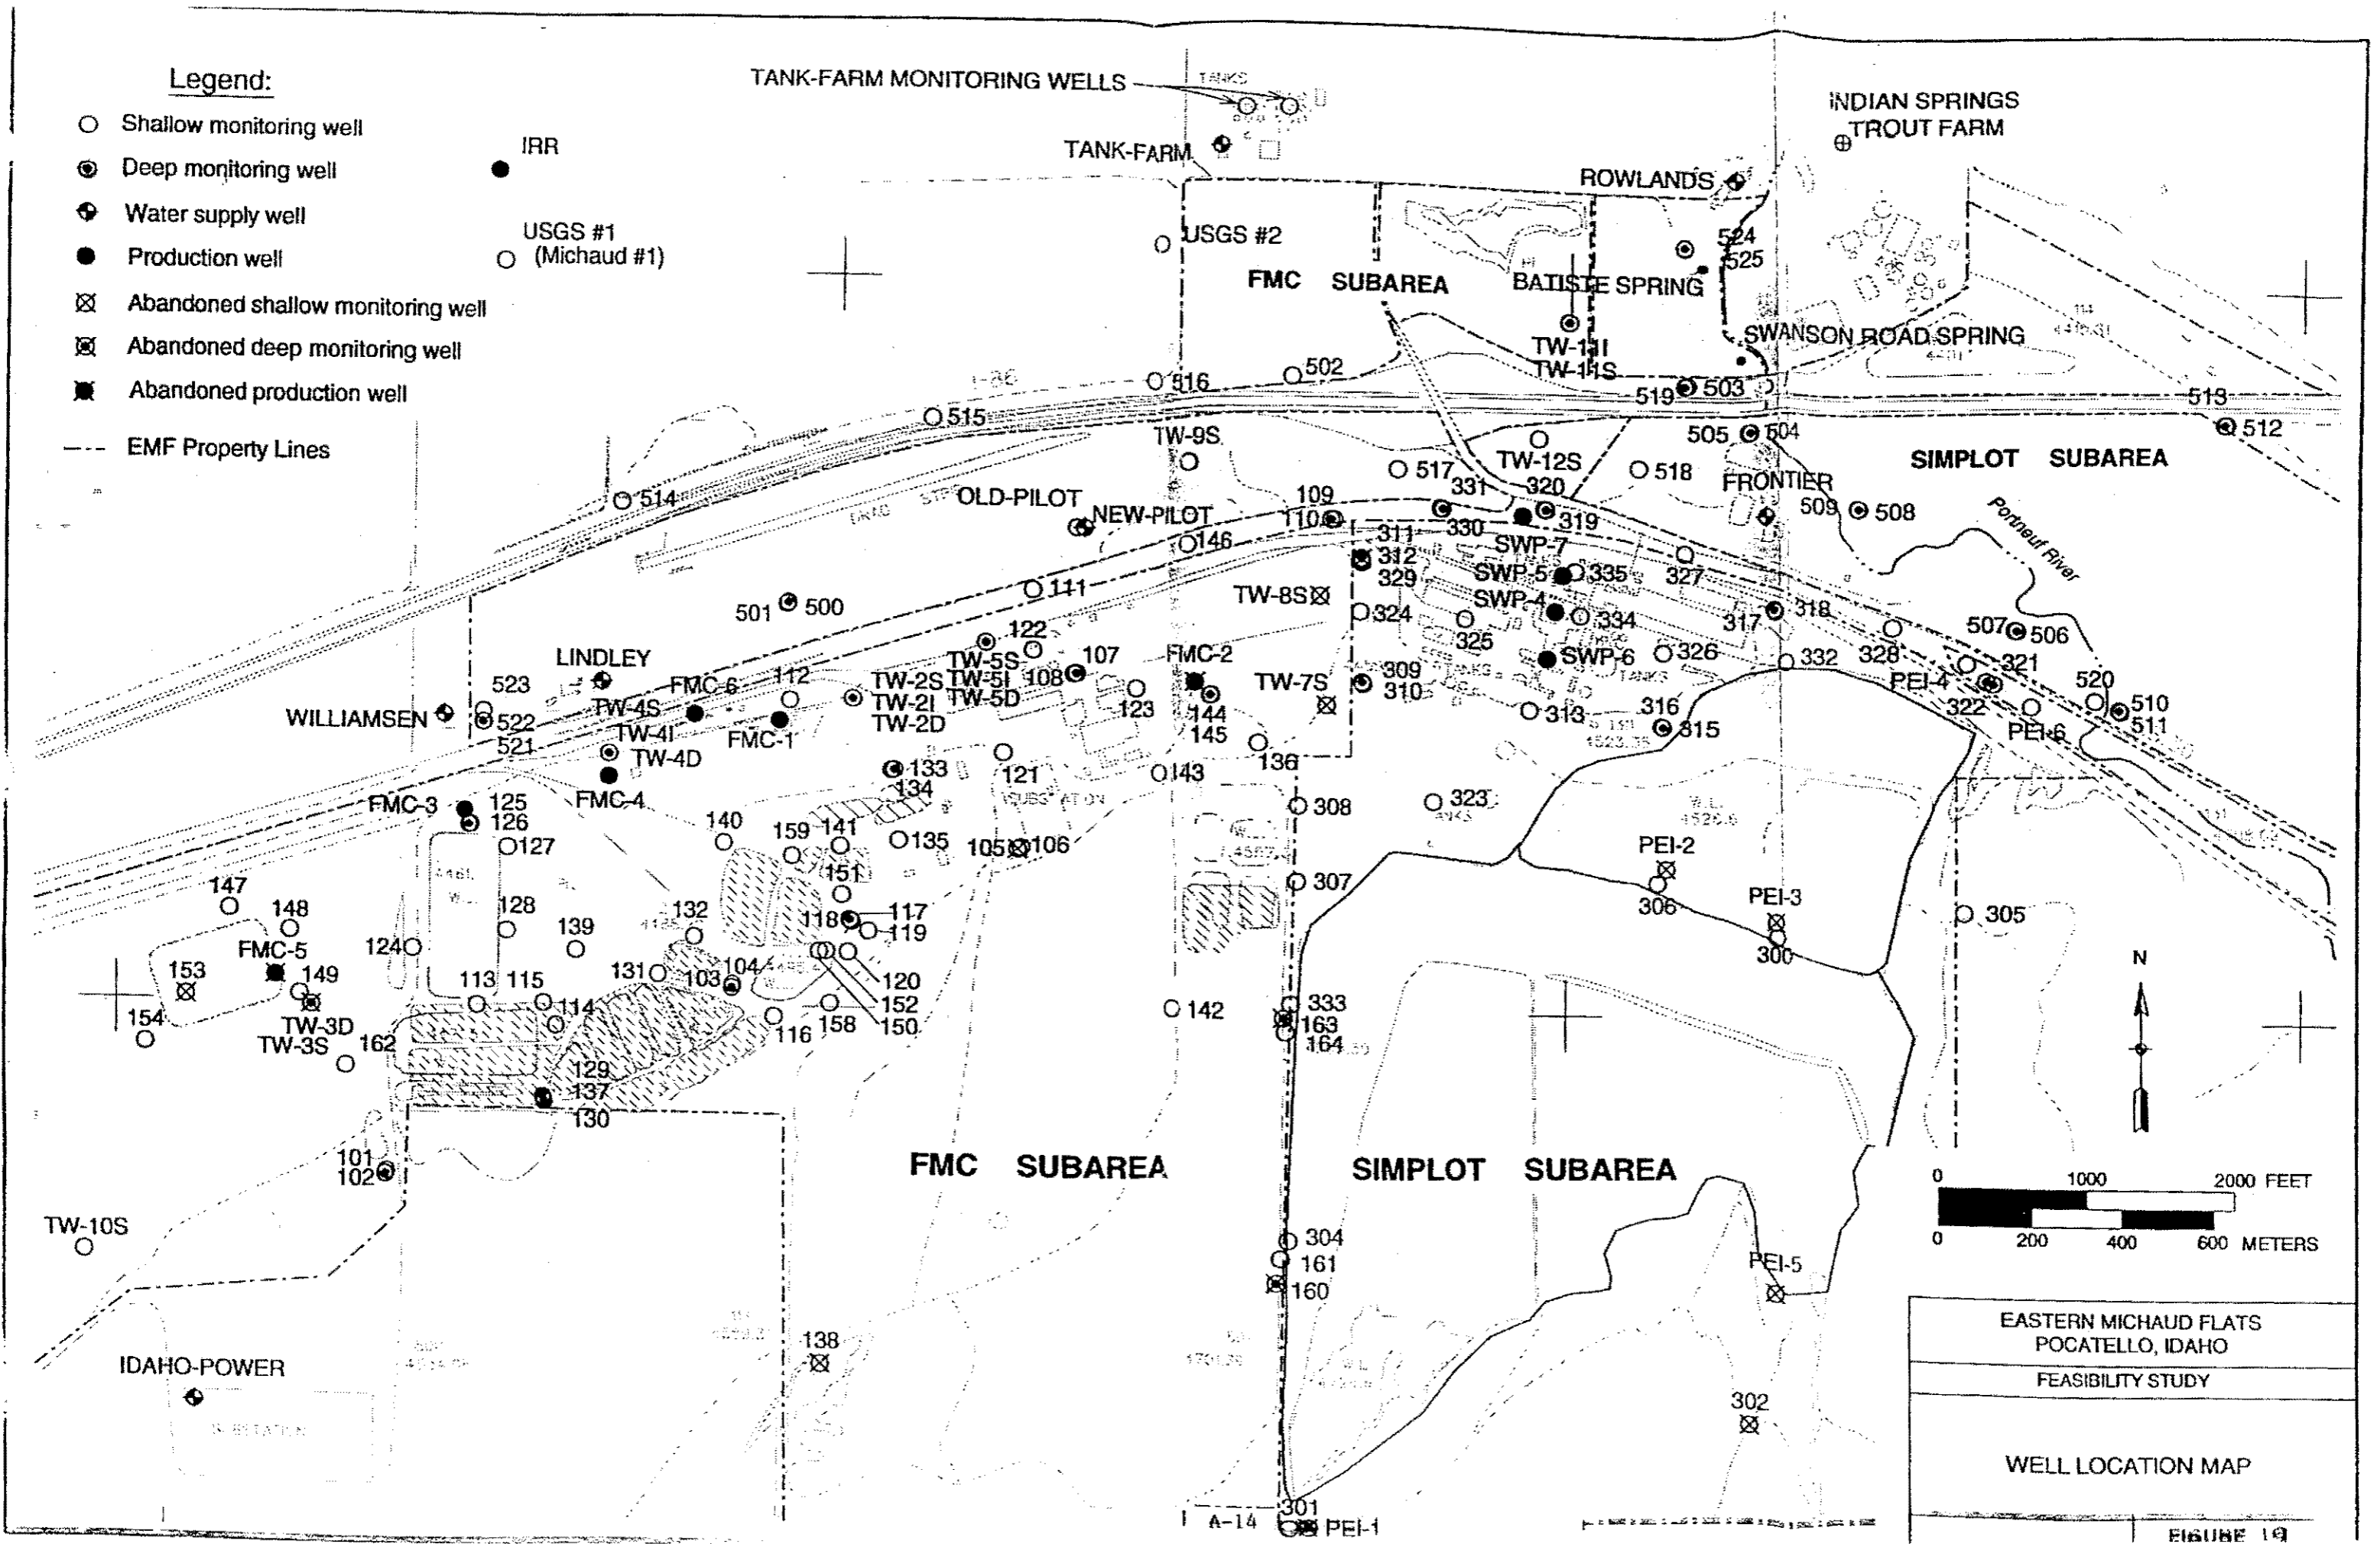 Legend:
Shallow monitoring well
Deep monitoring well
Water supply well
Production well
Abandoned shallow monitoring well
Abandoned deep monitoring well
Abandoned production well
EMF Property Lines
IRR
USGS #1
(Michaud #1)
TANK-FARM MONITORING WELLS
TANKS
TANK-FARM
INDIAN SPRINGS
TROUT FARM
ROWLANDS
USGS #2
524
525
FMC SUBAREA
BATISTE SPRING
SWANSON ROAD SPRING
TW-11I
TW-11S
I-86
516
502
519
503
515
513
512
TW-9S
TW-12S
505
504
SIMPLOT SUBAREA
517
518
FRONTIER
514
DRAG STRIP
OLD-PILOT
NEW-PILOT
109
110
331
330
320
319
509
508
Portneuf River
146
311
312
329
SWP-7
SWP-5
335
327
111
TW-8S
324
SWP-4
334
317
318
501
500
325
507
506
LINDLEY
122
TW-5S
TW-5I
TW-5D
107
108
FMC-2
SWP-6
326
332
328
321
TANKS
TANKS
523
522
521
WILLIAMSEN
FMC-6
TW-4S
112
TW-2S
TW-2I
TW-2D
123
144
145
TW-7S
309
310
316
315
313
PEI-4
322
520
510
511
PEI-6
TW-4I
TW-4D
FMC-1
FMC-4
133
134
121
143
136
FMC-3
125
126
127
140
159
141
135
105
106
SUBSTATION
308
323
W.L.
1526.6
PEI-2
306
151
307
PEI-3
300
305
147
148
128
132
118
117
119
FMC-5
124
139
153
149
113
115
131
103
104
120
152
150
N
154
TW-3D
TW-3S
162
114
116
158
142
333
163
164
129
137
130
101
102
FMC SUBAREA
SIMPLOT SUBAREA
0 1000 2000 FEET
0 200 400 600 METERS
TW-10S
304
161
160
PEI-5
138
302
IDAHO-POWER
SUBSTATION
EASTERN MICHAUD FLATS
POCATELLO, IDAHO
FEASIBILITY STUDY
WELL LOCATION MAP
A-14
301
PEI-1
FIGURE 19